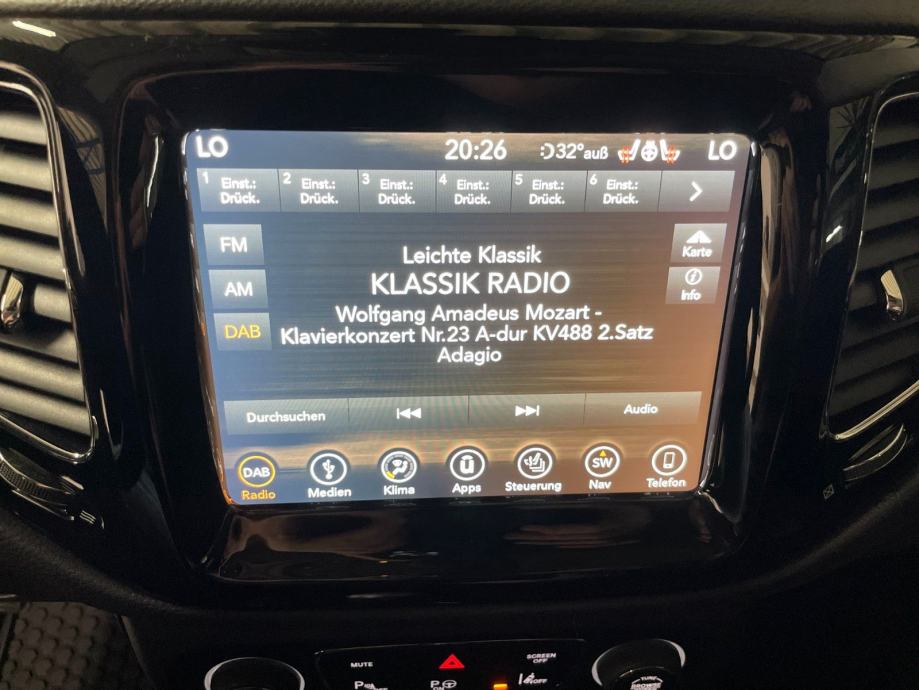 LO 20:26 32°auß LO
1 Einst.: Drück. 2 Einst.: Drück. 3 Einst.: Drück. 4 Einst.: Drück. 5 Einst.: Drück. 6 Einst.: Drück.
FM
AM
DAB
Leichte Klassik
KLASSIK RADIO
Wolfgang Amadeus Mozart -
Klavierkonzert Nr.23 A-dur KV488 2.Satz
Adagio
Karte
Info
Durchsuchen Audio
DAB SW
Radio Medien Klima Apps Steuerung Nav Telefon
MUTE
SCREEN
OFF
OFF
TUNE
BROWSE